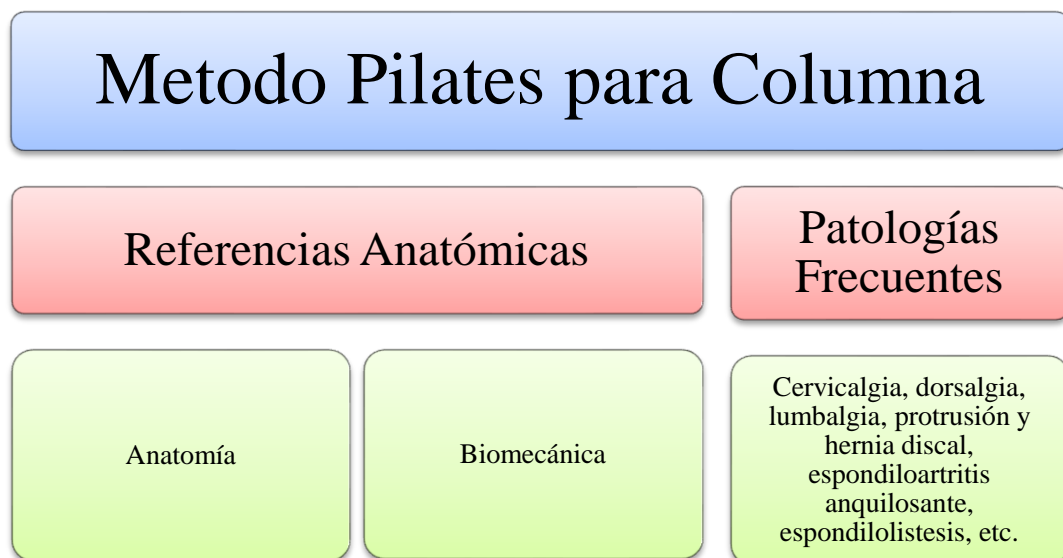 Metodo Pilates para Columna
Referencias Anatómicas
Patologías
Frecuentes
Anatomía
Biomecánica
Cervicalgia, dorsalgia,
lumbalgia, protrusión y
hernia discal,
espondiloartritis
anquilosante,
espondilolistesis, etc.